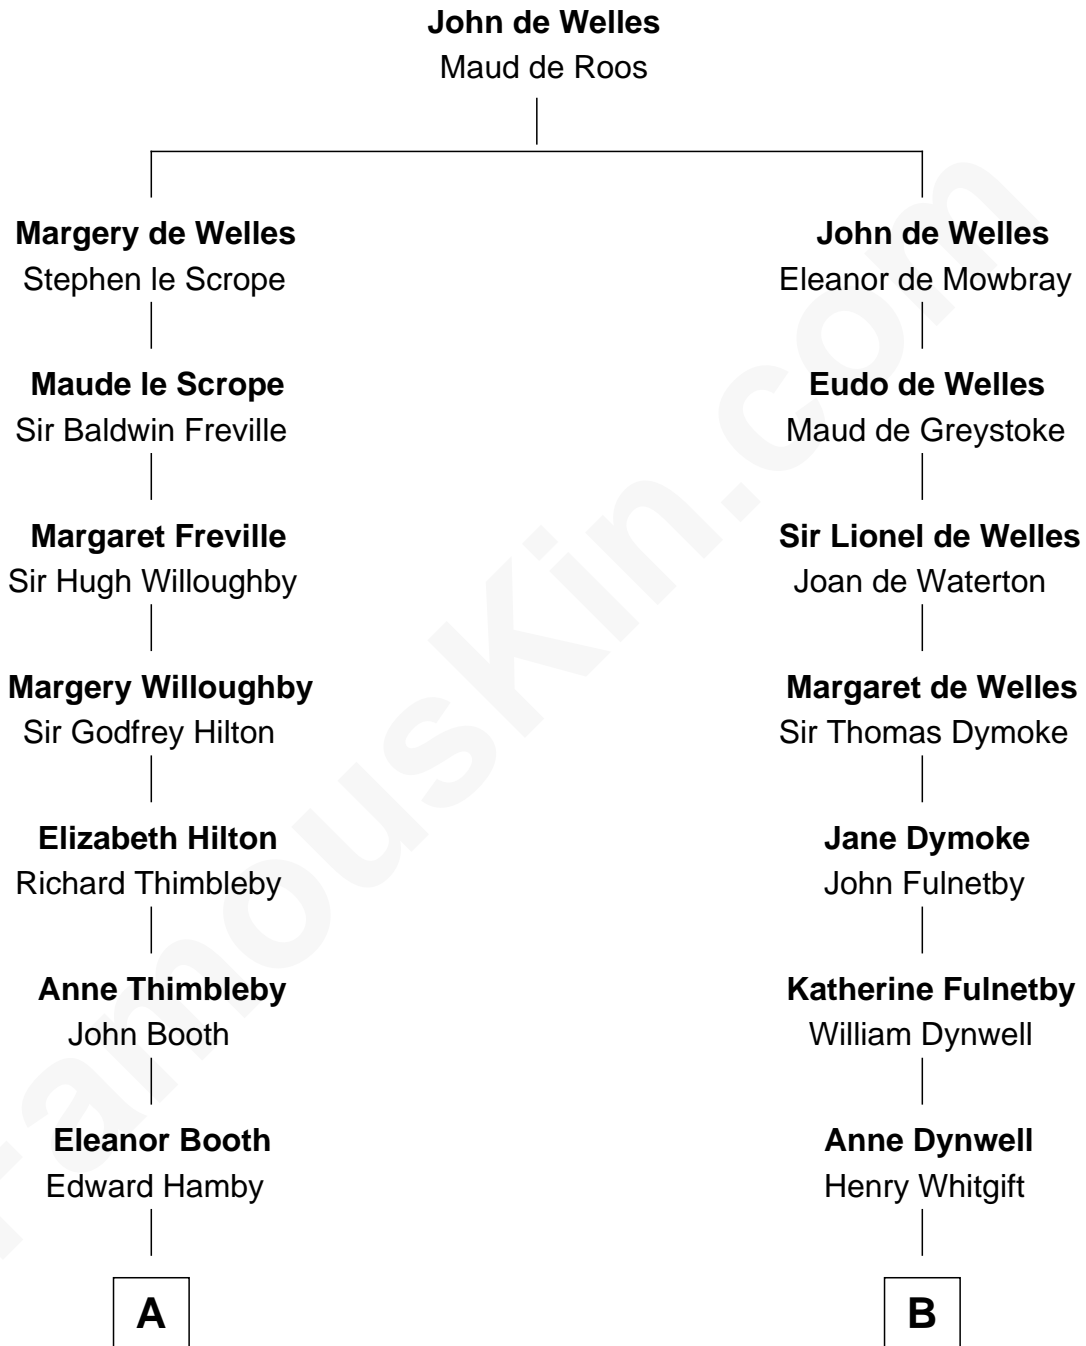 John de Welles
Maud de Roos
Margery de Welles
Stephen le Scrope
John de Welles
Eleanor de Mowbray
Maude le Scrope
Sir Baldwin Freville
Eudo de Welles
Maud de Greystoke
Margaret Freville
Sir Hugh Willoughby
Sir Lionel de Welles
Joan de Waterton
Margery Willoughby
Sir Godfrey Hilton
Margaret de Welles
Sir Thomas Dymoke
Elizabeth Hilton
Richard Thimbleby
Jane Dymoke
John Fulnetby
Anne Thimbleby
John Booth
Katherine Fulnetby
William Dynwell
Eleanor Booth
Edward Hamby
Anne Dynwell
Henry Whitgift
A
B
FamousKin.com